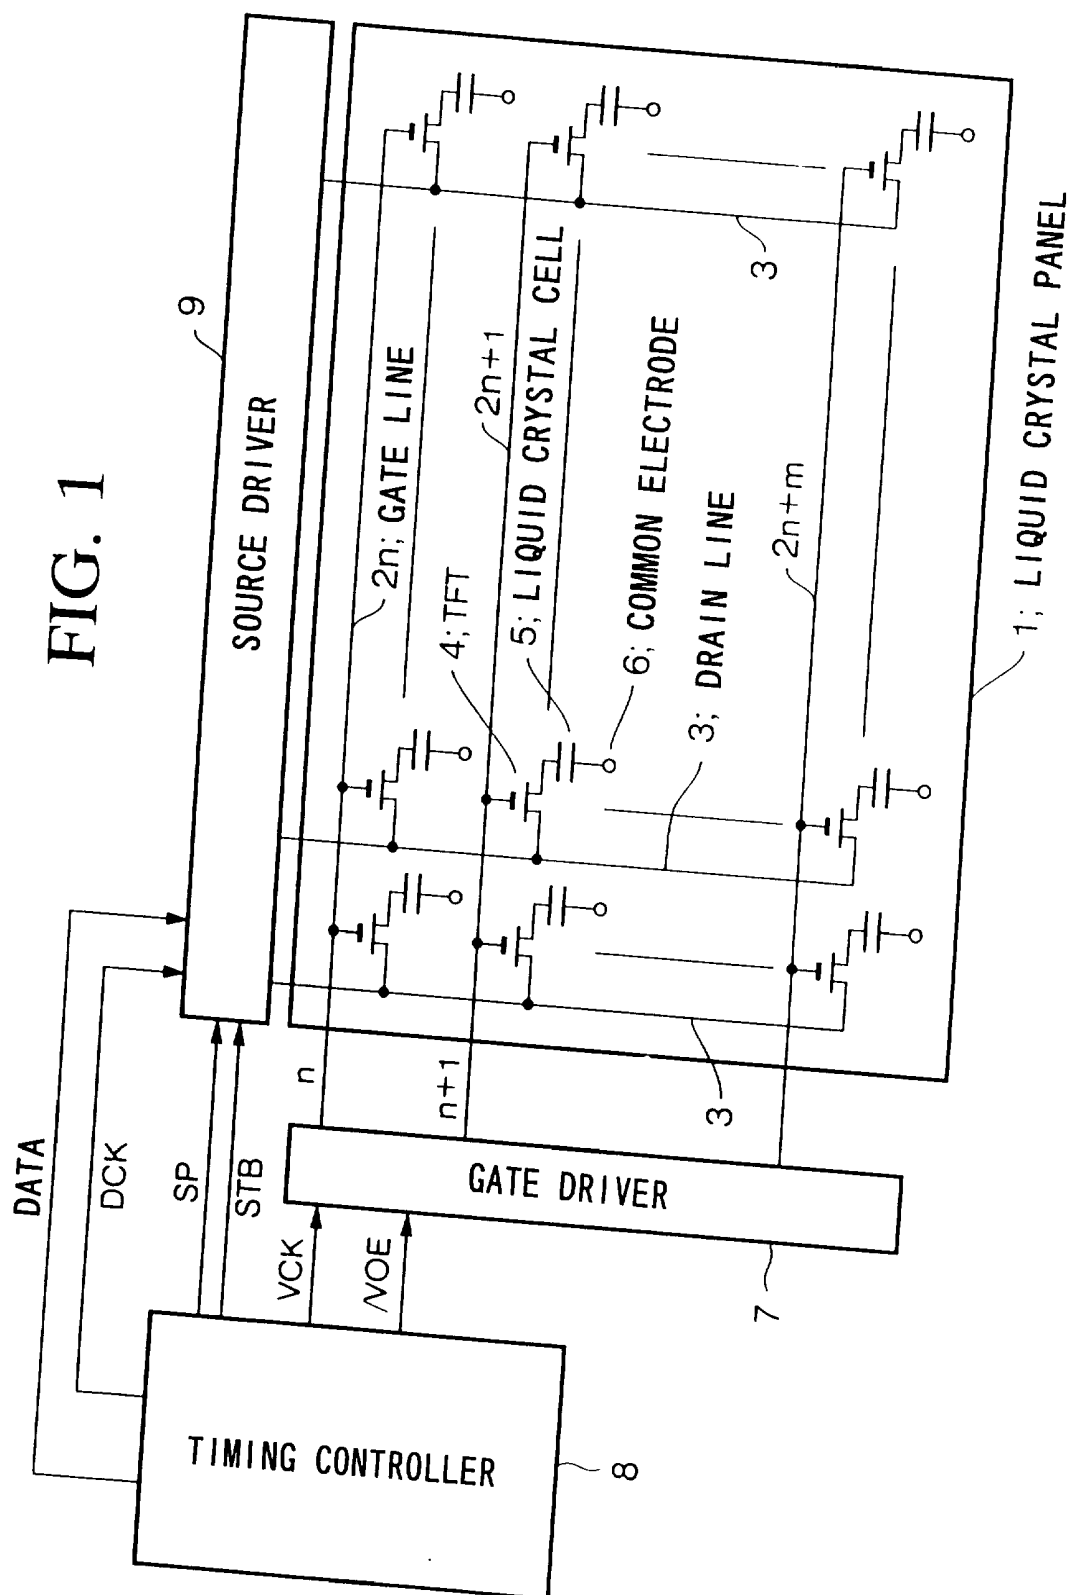 FIG. 1
DATA
DCK
SP
STB
VCK
/VOE
TIMING CONTROLLER
8
9
SOURCE DRIVER
GATE DRIVER
7
n
n+1
2n; GATE LINE
4; TFT
2n+1
5; LIQUID CRYSTAL CELL
6; COMMON ELECTRODE
3; DRAIN LINE
2n+m
3
3
1; LIQUID CRYSTAL PANEL